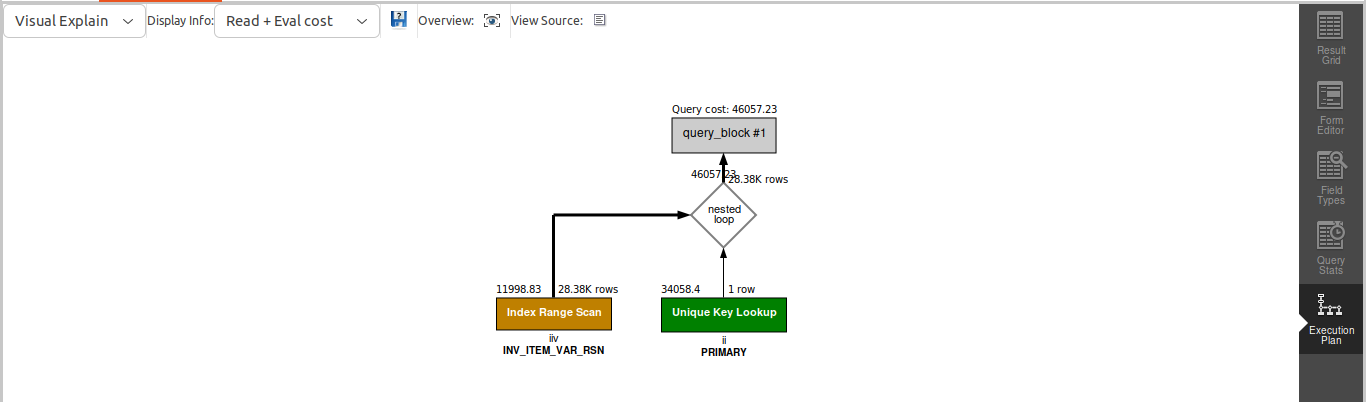 Visual Explain
Display Info:
Read + Eval cost
Overview:
View Source:
Query cost: 46057.23
query_block #1
46057.23
28.38K rows
nested
loop
11998.83
28.38K rows
34058.4
1 row
Index Range Scan
Unique Key Lookup
iiv
INV_ITEM_VAR_RSN
ii
PRIMARY
Result
Grid
Form
Editor
Field
Types
Query
Stats
Execution
Plan